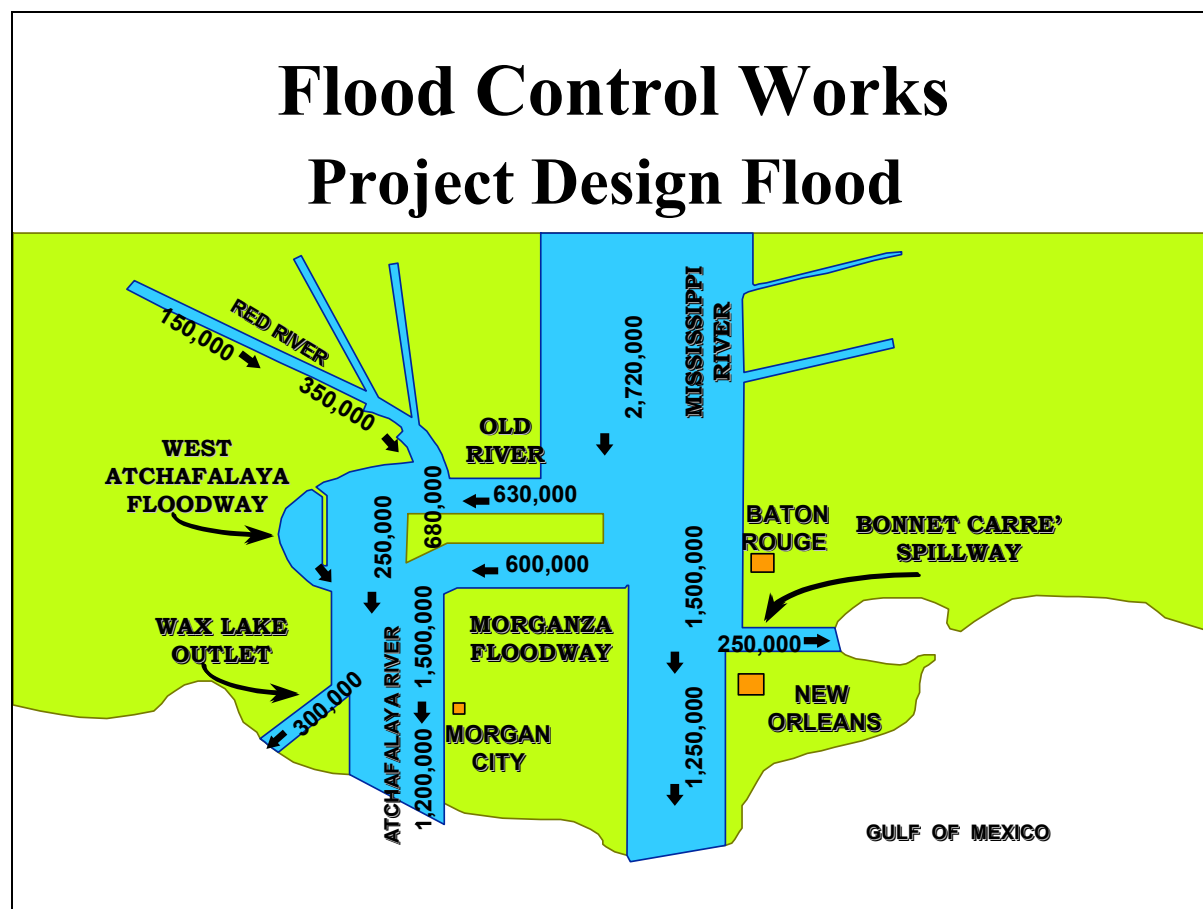 Flood Control Works
Project Design Flood
RED RIVER
150,000
350,000
2,720,000
MISSISSIPPI
RIVER
OLD
RIVER
WEST
ATCHAFALAYA
FLOODWAY
630,000
680,000
250,000
BATON
ROUGE
BONNET CARRE’
SPILLWAY
600,000
1,500,000
1,500,000
MORGANZA
FLOODWAY
WAX LAKE
OUTLET
250,000
300,000
ATCHAFALAYA RIVER
1,200,000
MORGAN
CITY
1,250,000
NEW
ORLEANS
GULF OF MEXICO